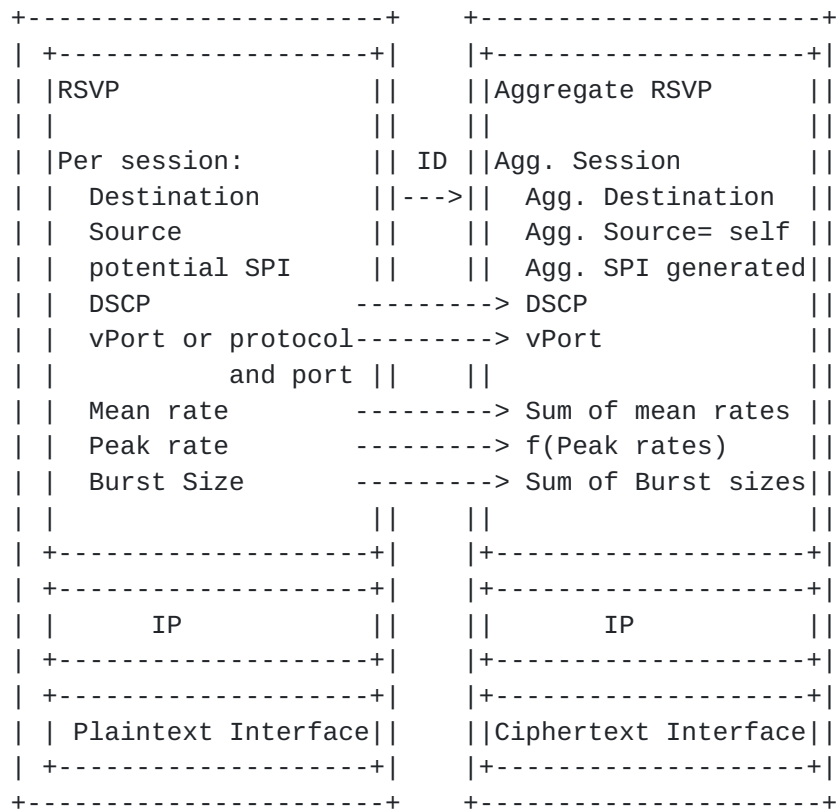 +-----------------------+    +----------------------+
| +--------------------+|    |+--------------------+|
| |RSVP                ||    ||Aggregate RSVP      ||
| |                    ||    ||                    ||
| |Per session:        || ID ||Agg. Session        ||
| |  Destination       ||--->||  Agg. Destination  ||
| |  Source            ||    ||  Agg. Source= self ||
| |  potential SPI     ||    ||  Agg. SPI generated||
| |  DSCP             ---------> DSCP              ||
| |  vPort or protocol---------> vPort             ||
| |           and port ||    ||                    ||
| |  Mean rate        ---------> Sum of mean rates ||
| |  Peak rate        ---------> f(Peak rates)     ||
| |  Burst Size       ---------> Sum of Burst sizes||
| |                    ||    ||                    ||
| +--------------------+|    |+--------------------+|
| +--------------------+|    |+--------------------+|
| |      IP            ||    ||       IP           ||
| +--------------------+|    |+--------------------+|
| +--------------------+|    |+--------------------+|
| | Plaintext Interface||    ||Ciphertext Interface||
| +--------------------+|    |+--------------------+|
+-----------------------+    +----------------------+